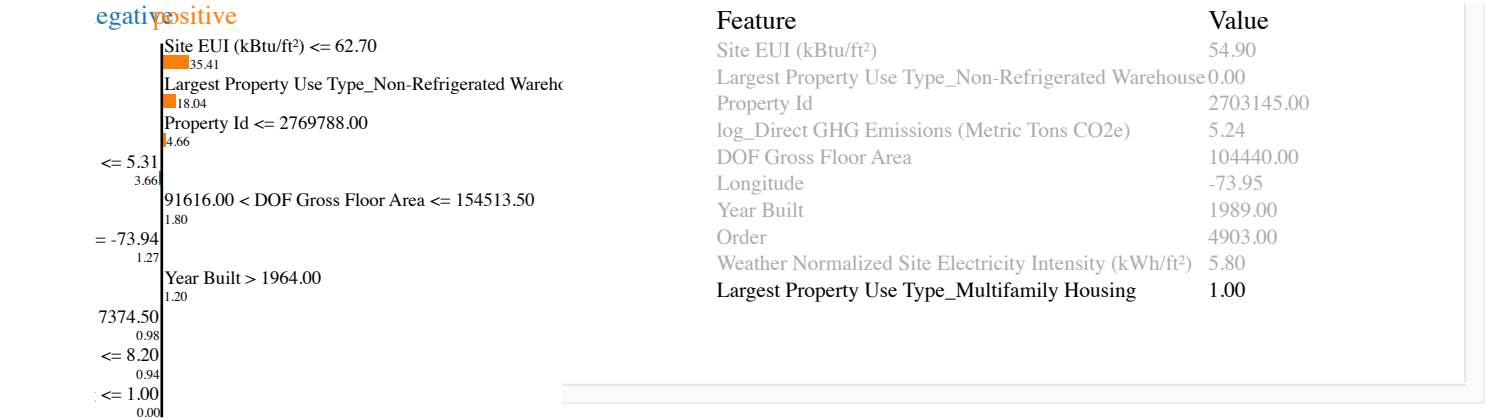 egative positive
Site EUI (kBtu/ft²) <= 62.70
35.41
Largest Property Use Type_Non-Refrigerated Wareho
18.04
Property Id <= 2769788.00
4.66
<= 5.31
3.66
91616.00 < DOF Gross Floor Area <= 154513.50
1.80
= -73.94
1.27
Year Built > 1964.00
1.20
7374.50
0.98
<= 8.20
0.94
<= 1.00
0.00
Feature Value
Site EUI (kBtu/ft²) 54.90
Largest Property Use Type_Non-Refrigerated Warehouse 0.00
Property Id 2703145.00
log_Direct GHG Emissions (Metric Tons CO2e) 5.24
DOF Gross Floor Area 104440.00
Longitude -73.95
Year Built 1989.00
Order 4903.00
Weather Normalized Site Electricity Intensity (kWh/ft²) 5.80
Largest Property Use Type_Multifamily Housing 1.00